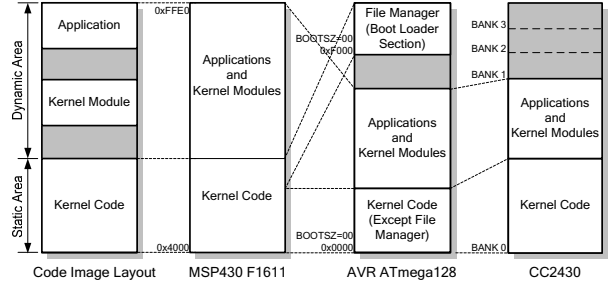 Dynamic Area
Static Area
Application
Kernel Module
Kernel Code
Code Image Layout
0xFFE0
Applications
and
Kernel Modules
Kernel Code
0x4000
MSP430 F1611
BOOTSZ=00
0xF000
File Manager
(Boot Loader
Section)
Applications
and
Kernel Modules
Kernel Code
(Except File
Manager)
BOOTSZ=00
0x0000
AVR ATmega128
BANK 3
BANK 2
BANK 1
Applications
and
Kernel Modules
Kernel Code
BANK 0
CC2430